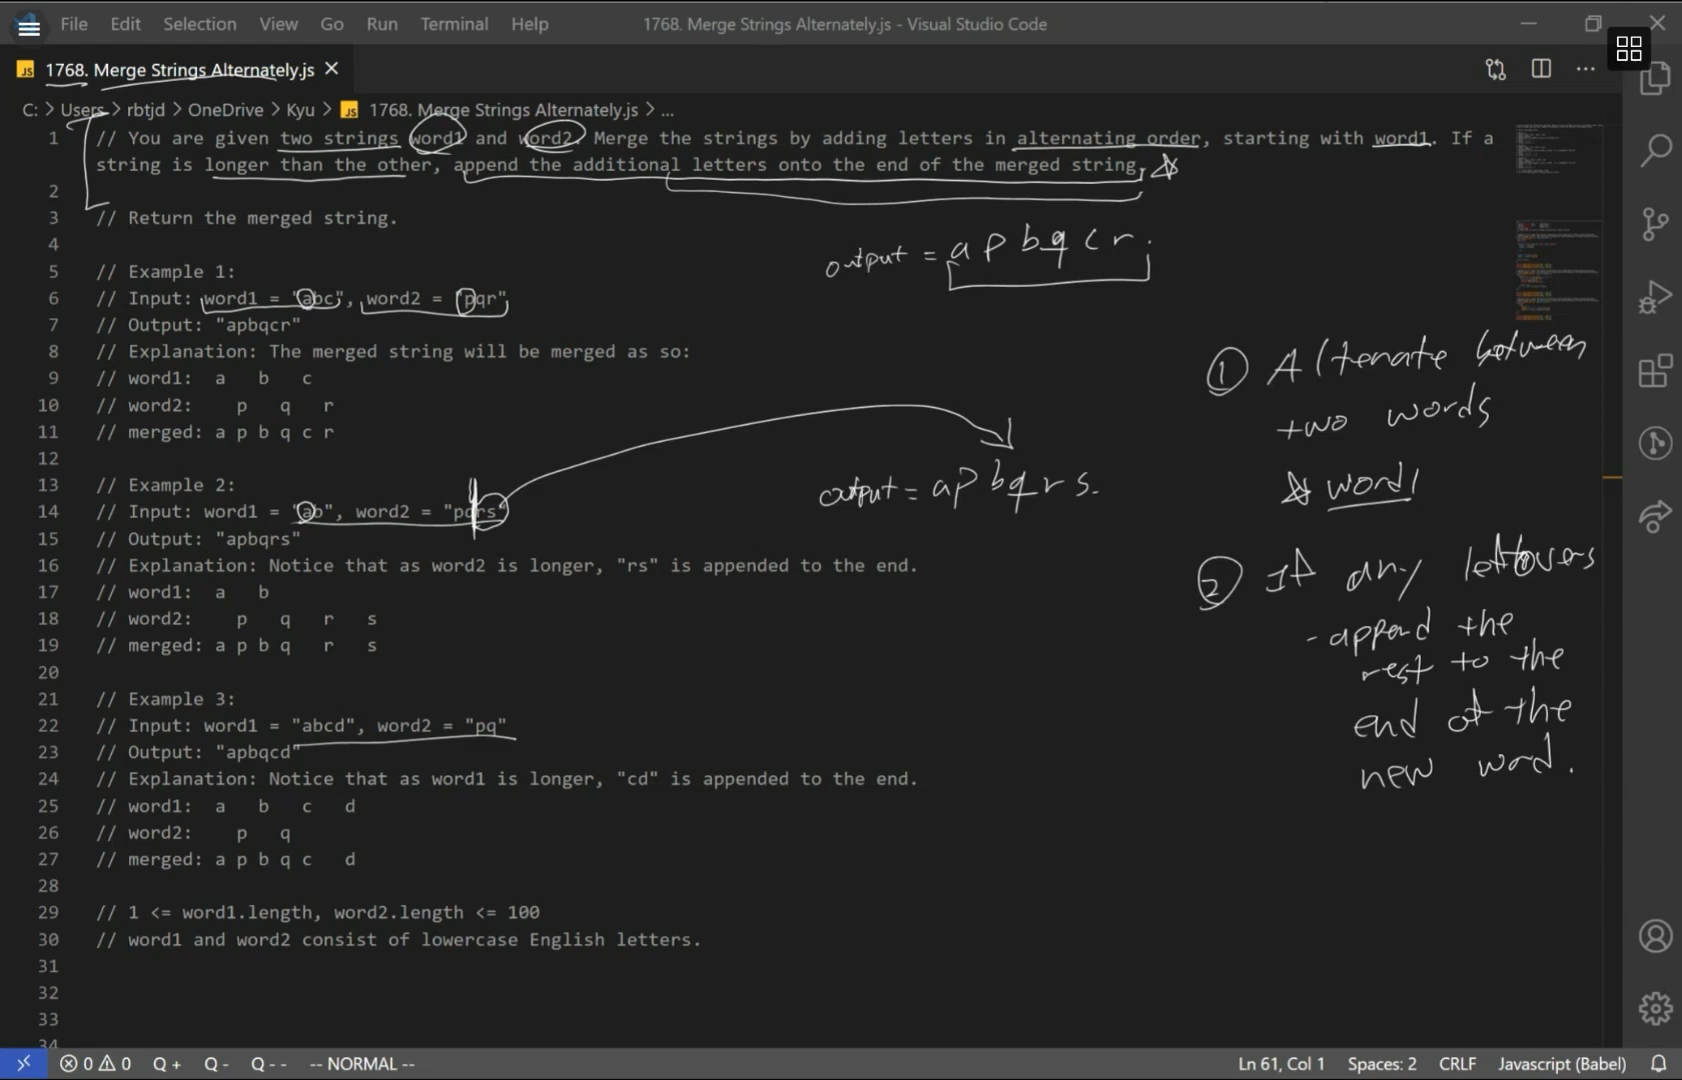 File Edit Selection View Go Run Terminal Help 1768. Merge Strings Alternately.js - Visual Studio Code
JS 1768. Merge Strings Alternately.js
C: > Users > rbtjd > OneDrive > Kyu > JS 1768. Merge Strings Alternately.js > ...
1 // You are given two strings word1 and word2. Merge the strings by adding letters in alternating order, starting with word1. If a
string is longer than the other, append the additional letters onto the end of the merged string.
2
3 // Return the merged string.
output = a p b q c r.
4
5 // Example 1:
6 // Input: word1 = "abc", word2 = "pqr"
7 // Output: "apbqcr"
8 // Explanation: The merged string will be merged as so:
9 // word1: a b c
10 // word2: p q r
11 // merged: a p b q c r
12
13 // Example 2:
14 // Input: word1 = "ab", word2 = "pqrs"
output = a p b q r s.
15 // Output: "apbqrs"
16 // Explanation: Notice that as word2 is longer, "rs" is appended to the end.
17 // word1: a b
18 // word2: p q r s
19 // merged: a p b q r s
20
21 // Example 3:
22 // Input: word1 = "abcd", word2 = "pq"
23 // Output: "apbqcd"
24 // Explanation: Notice that as word1 is longer, "cd" is appended to the end.
25 // word1: a b c d
26 // word2: p q
27 // merged: a p b q c d
28
29 // 1 <= word1.length, word2.length <= 100
30 // word1 and word2 consist of lowercase English letters.
31
32
33
34
1 Alternate between
two words
word1
2 If any leftovers
- append the
rest to the
end of the
new word.
0 0 Q + Q - Q - - -- NORMAL -- Ln 61, Col 1 Spaces: 2 CRLF Javascript (Babel)